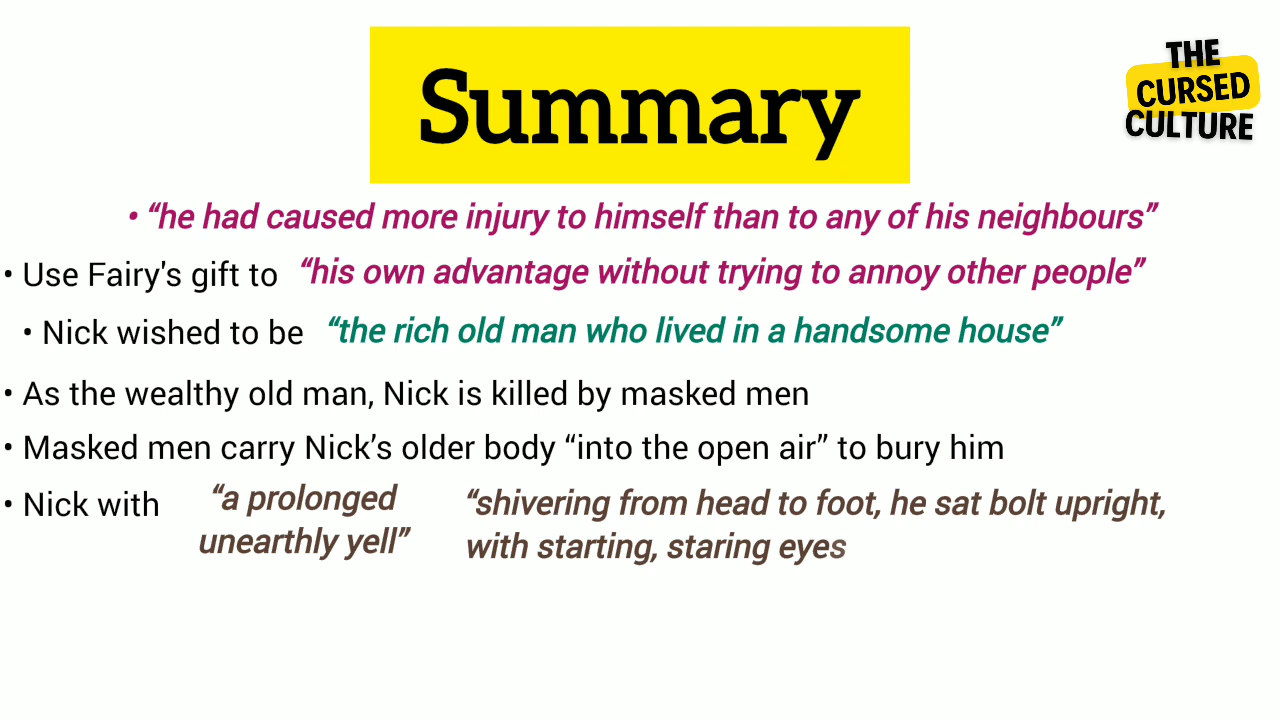 Summary
THE
CURSED
CULTURE
• “he had caused more injury to himself than to any of his neighbours”
• Use Fairy's gift to “his own advantage without trying to annoy other people”
• Nick wished to be “the rich old man who lived in a handsome house”
• As the wealthy old man, Nick is killed by masked men
• Masked men carry Nick’s older body “into the open air” to bury him
• Nick with “a prolonged
unearthly yell”
“shivering from head to foot, he sat bolt upright,
with starting, staring eyes